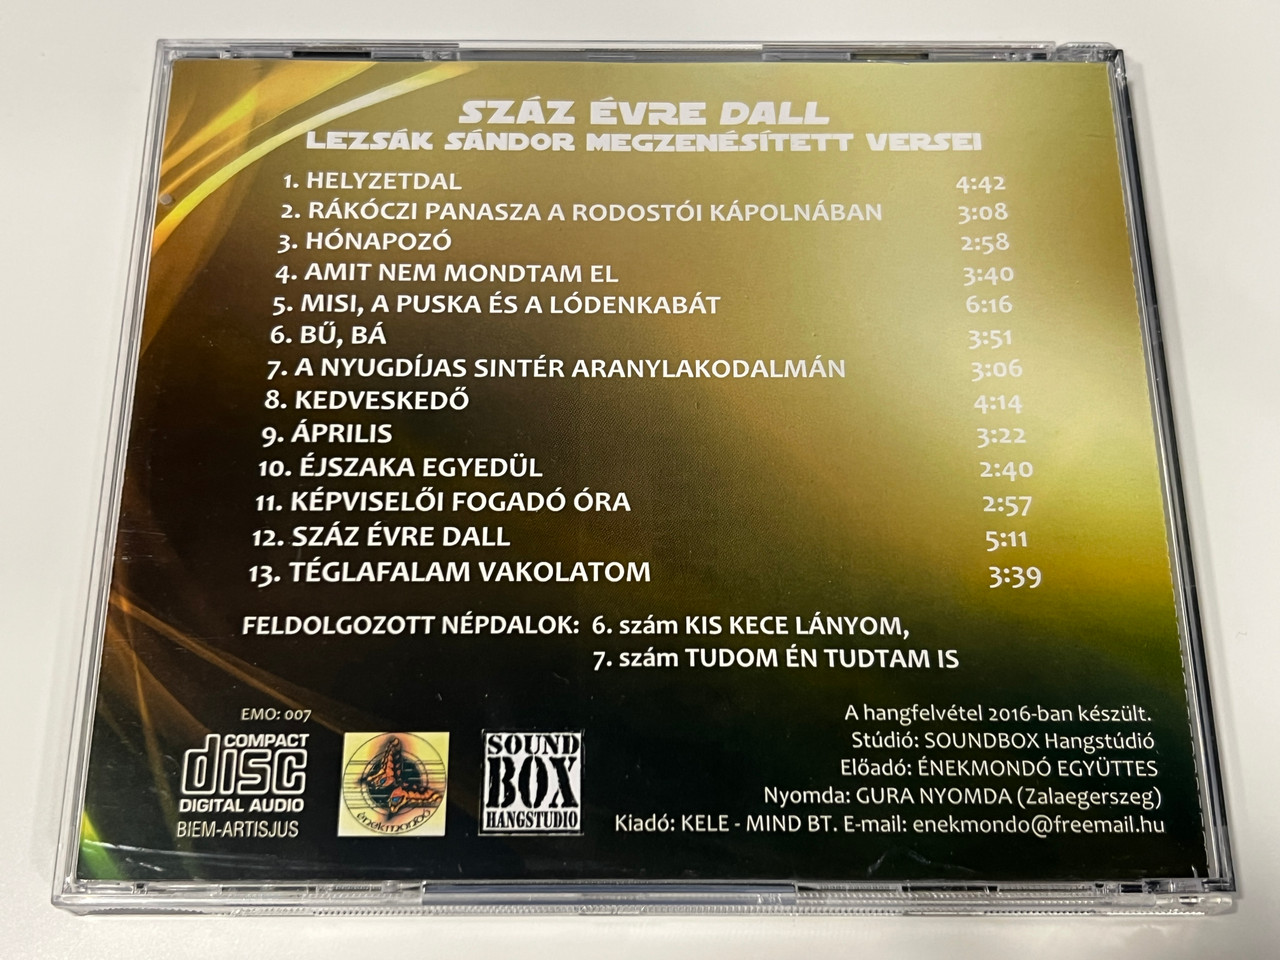 SZÁZ ÉVRE DALL
LEZSÁK SÁNDOR MEGZENÉSÍTETT VERSEI
1. HELYZETDAL 4:42
2. RÁKÓCZI PANASZA A RODOSTÓI KÁPOLNÁBAN 3:08
3. HÓNAPOZÓ 2:58
4. AMIT NEM MONDTAM EL 3:40
5. MISI, A PUSKA ÉS A LÓDENKABÁT 6:16
6. BŰ, BÁ 3:51
7. A NYUGDÍJAS SINTÉR ARANYLAKODALMÁN 3:06
8. KEDVESKEDŐ 4:14
9. ÁPRILIS 3:22
10. ÉJSZAKA EGYEDÜL 2:40
11. KÉPVISELŐI FOGADÓ ÓRA 2:57
12. SZÁZ ÉVRE DALL 5:11
13. TÉGLAFALAM VAKOLATOM 3:39
FELDOLGOZOTT NÉPDALOK: 6. szám KIS KECE LÁNYOM,
7. szám TUDOM ÉN TUDTAM IS
EMO: 007
COMPACT
disc
DIGITAL AUDIO
BIEM-ARTISJUS
énekmondó
SOUND
BOX
HANGSTUDIO
A hangfelvétel 2016-ban készült.
Stúdió: SOUNDBOX Hangstúdió
Előadó: ÉNEKMONDÓ EGYÜTTES
Nyomda: GURA NYOMDA (Zalaegerszeg)
Kiadó: KELE - MIND BT. E-mail: enekmondo@freemail.hu